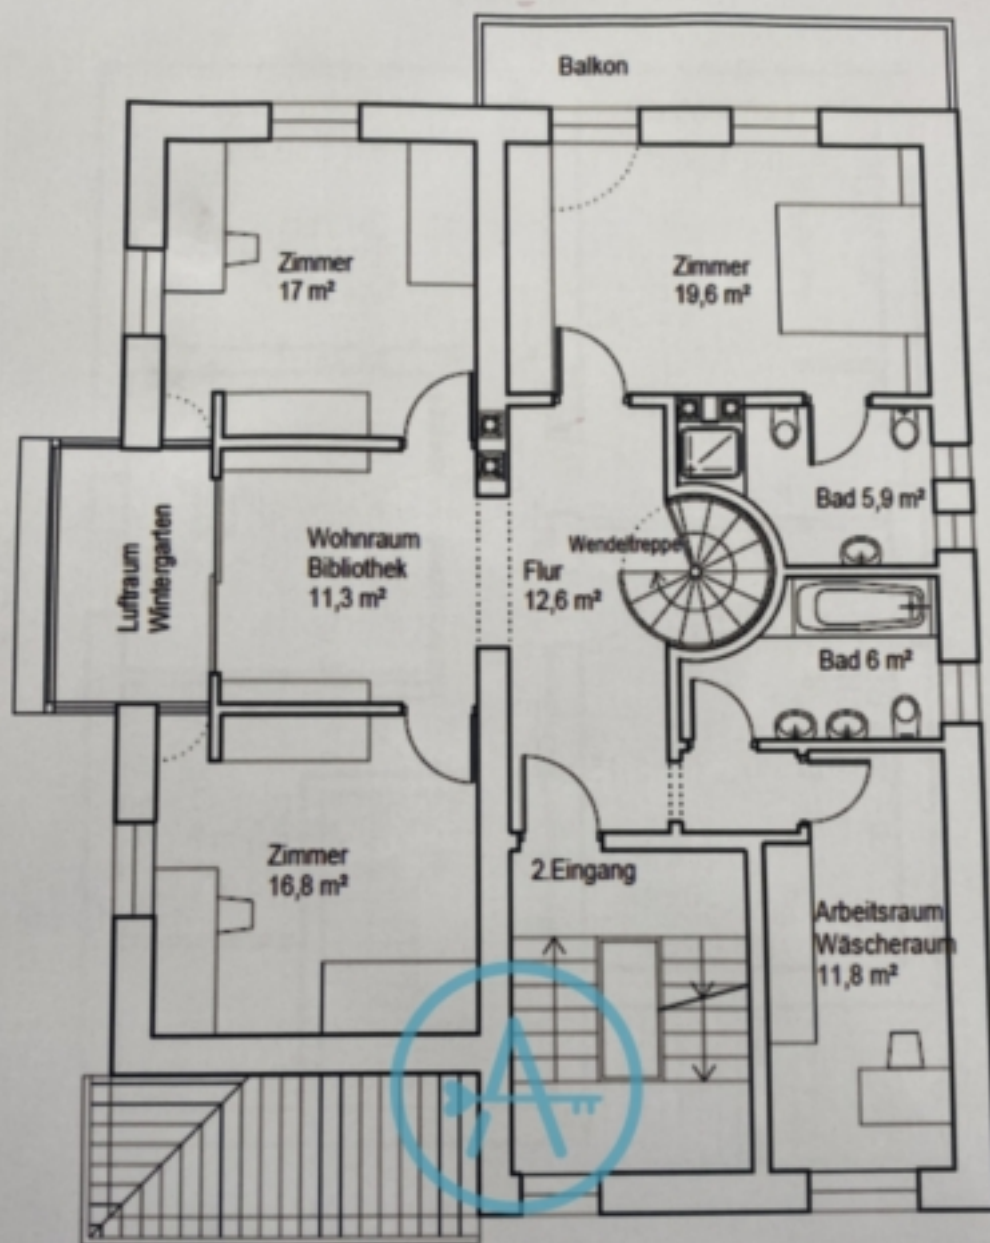 Balkon
Zimmer
17 m²
Zimmer
19,6 m²
Bad 5,9 m²
Wohnraum
Bibliothek
11,3 m²
Wendeltreppe
Flur
12,6 m²
Luftraum
Wintergarten
Bad 6 m²
Zimmer
16,8 m²
2.Eingang
Arbeitsraum
Wäscheraum
11,8 m²